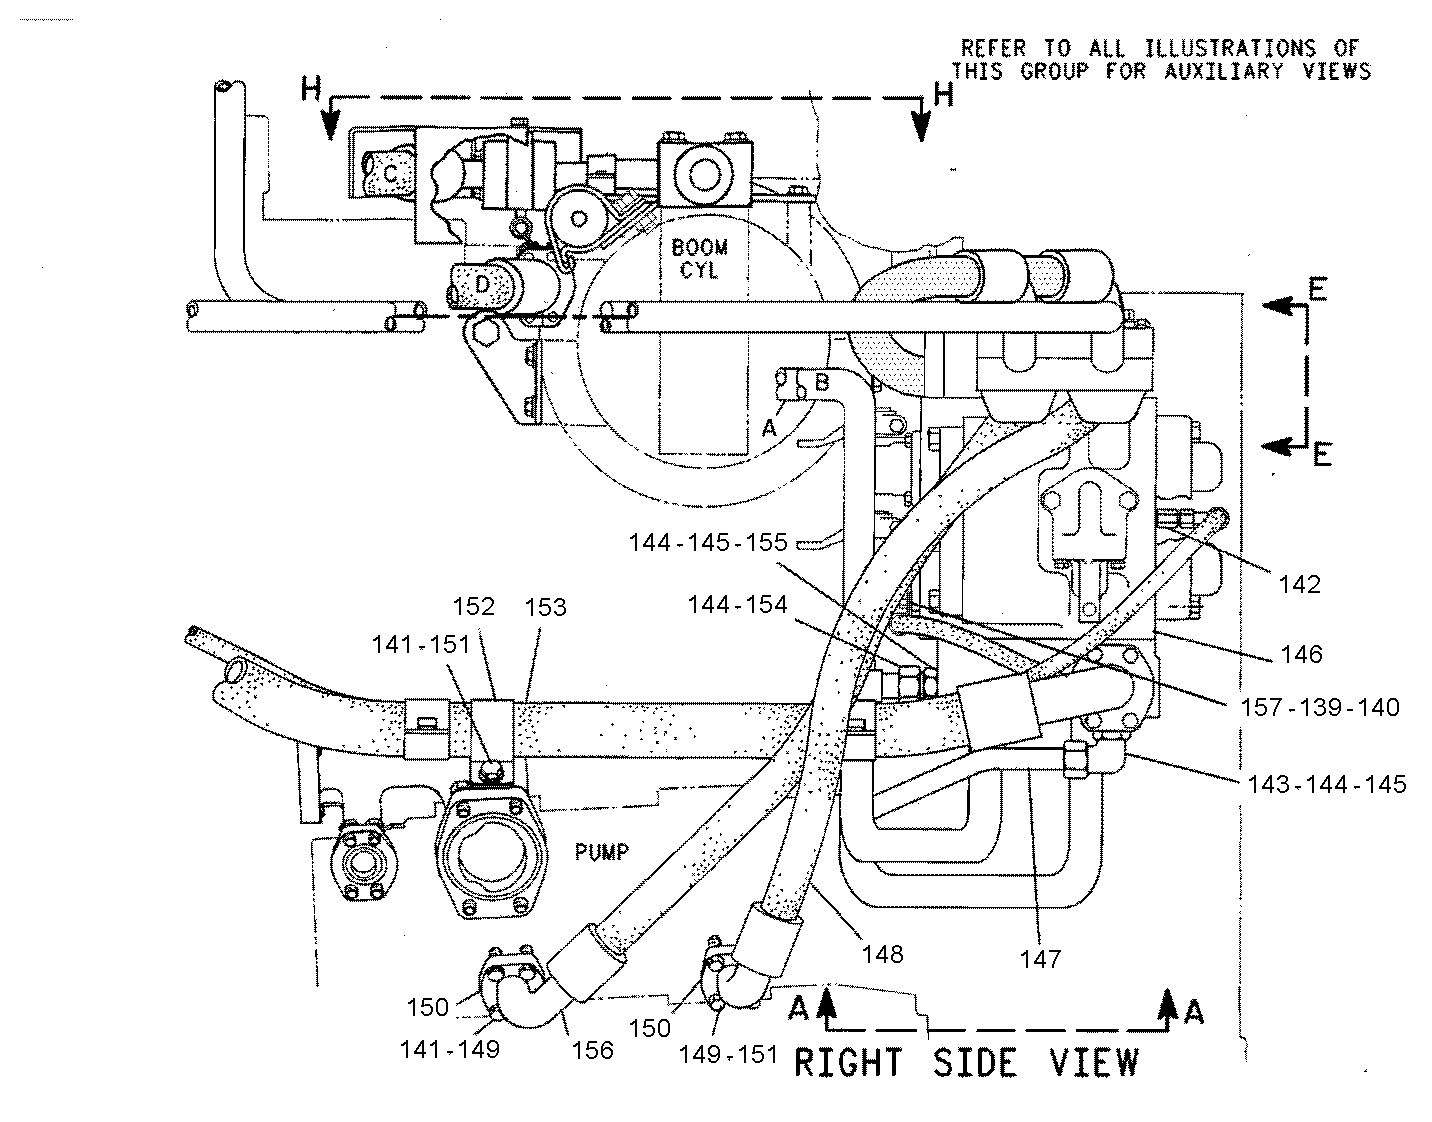 REFER TO ALL ILLUSTRATIONS OF
THIS GROUP FOR AUXILIARY VIEWS
H
H
C
BOOM
CYL
D
E
B
A
E
144-145-155
142
152
153
144-154
141-151
146
157-139-140
143-144-145
PUMP
148
147
150
150
A
A
141-149
156
149-151
RIGHT SIDE VIEW